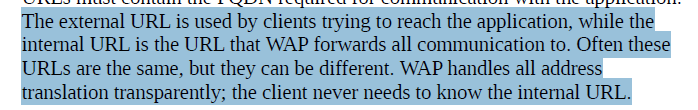 URLs must contain the FQDN required for communication with the application.
The external URL is used by clients trying to reach the application, while the
internal URL is the URL that WAP forwards all communication to. Often these
URLs are the same, but they can be different. WAP handles all address
translation transparently; the client never needs to know the internal URL.